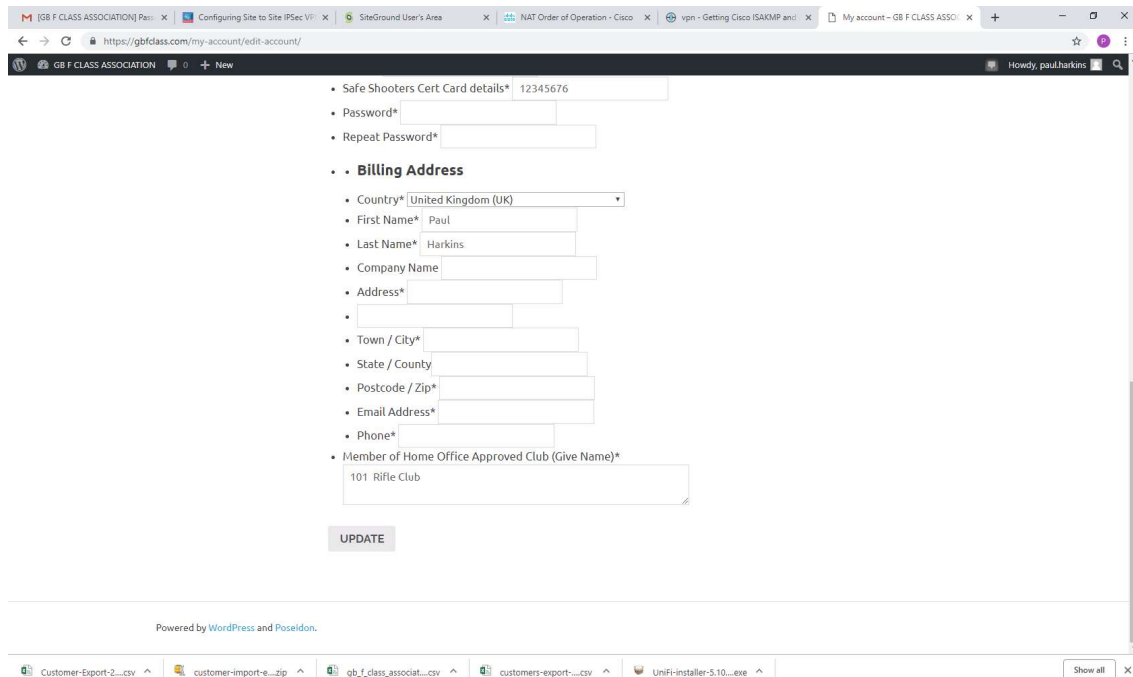 [GB F CLASS ASSOCIATION] Pass
Configuring Site to Site IPSec VP
SiteGround User's Area
NAT Order of Operation - Cisco
vpn - Getting Cisco ISAKMP and
My account – GB F CLASS ASSOC
https://gbfclass.com/my-account/edit-account/
P
GB F CLASS ASSOCIATION 0 + New
Howdy, paul.harkins
• Safe Shooters Cert Card details* 12345676
• Password*
• Repeat Password*
• • Billing Address
• Country* United Kingdom (UK)
• First Name* Paul
• Last Name* Harkins
• Company Name
• Address*
•
• Town / City*
• State / County
• Postcode / Zip*
• Email Address*
• Phone*
• Member of Home Office Approved Club (Give Name)*
101 Rifle Club
UPDATE
Powered by WordPress and Poseidon.
Customer-Export-2....csv
customer-import-e....zip
gb_f_class_associat....csv
customers-export-....csv
UniFi-installer-5.10....exe
Show all